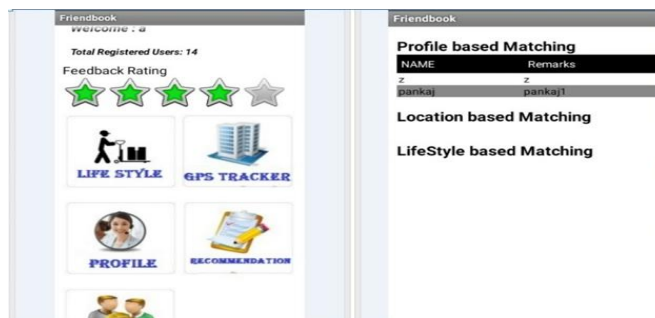 Friendbook
Welcome : a
Total Registered Users: 14
Feedback Rating
LIFE STYLE
GPS TRACKER
PROFILE
RECOMMENDATION
Friendbook
Profile based Matching
NAME Remarks
z z
pankaj pankaj1
Location based Matching
LifeStyle based Matching